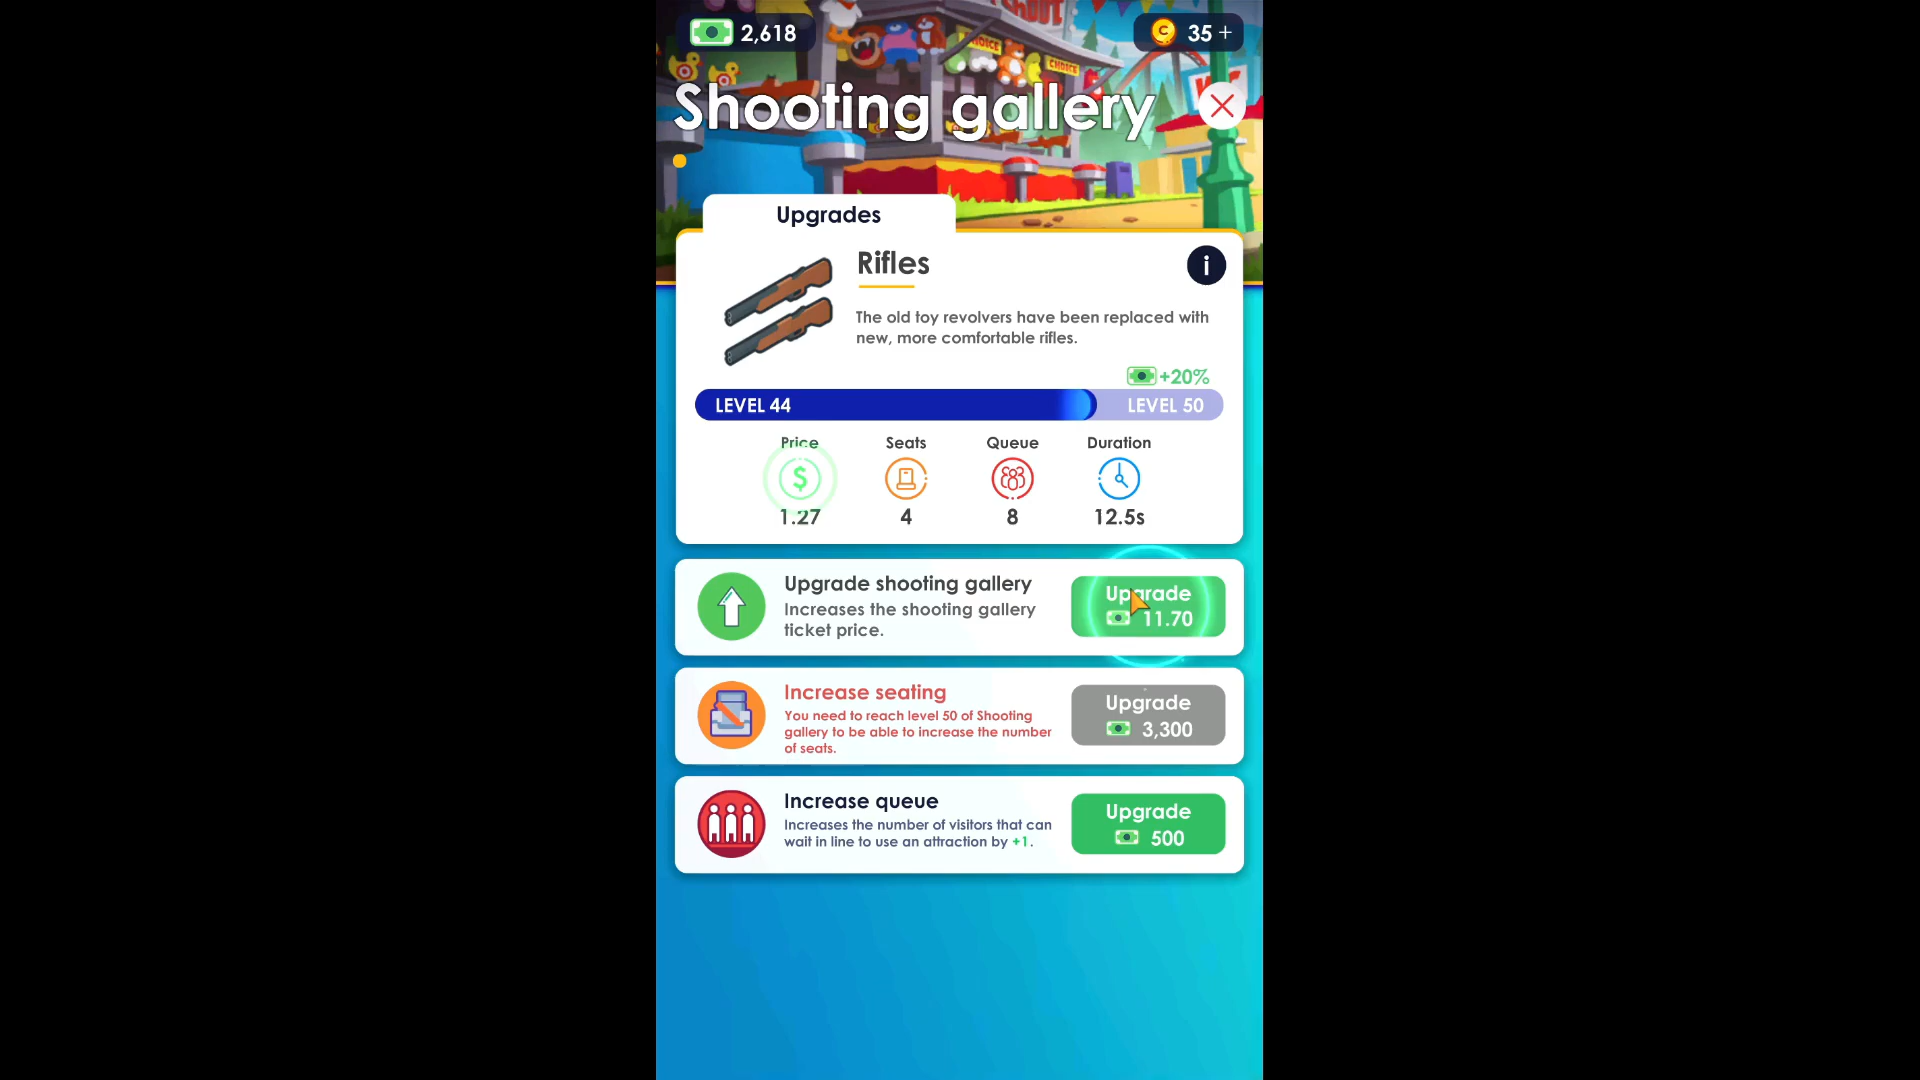 2,618
C
35 +
CHOICE
CHOICE
Shooting gallery
Upgrades
Rifles
i
The old toy revolvers have been replaced with
new, more comfortable rifles.
+20%
LEVEL 44
LEVEL 50
Price
Seats
Queue
Duration
$
1.27
4
8
12.5s
Upgrade shooting gallery
Increases the shooting gallery
ticket price.
Upgrade
11.70
Increase seating
You need to reach level 50 of Shooting
gallery to be able to increase the number
of seats.
Upgrade
3,300
Increase queue
Increases the number of visitors that can
wait in line to use an attraction by +1.
Upgrade
500